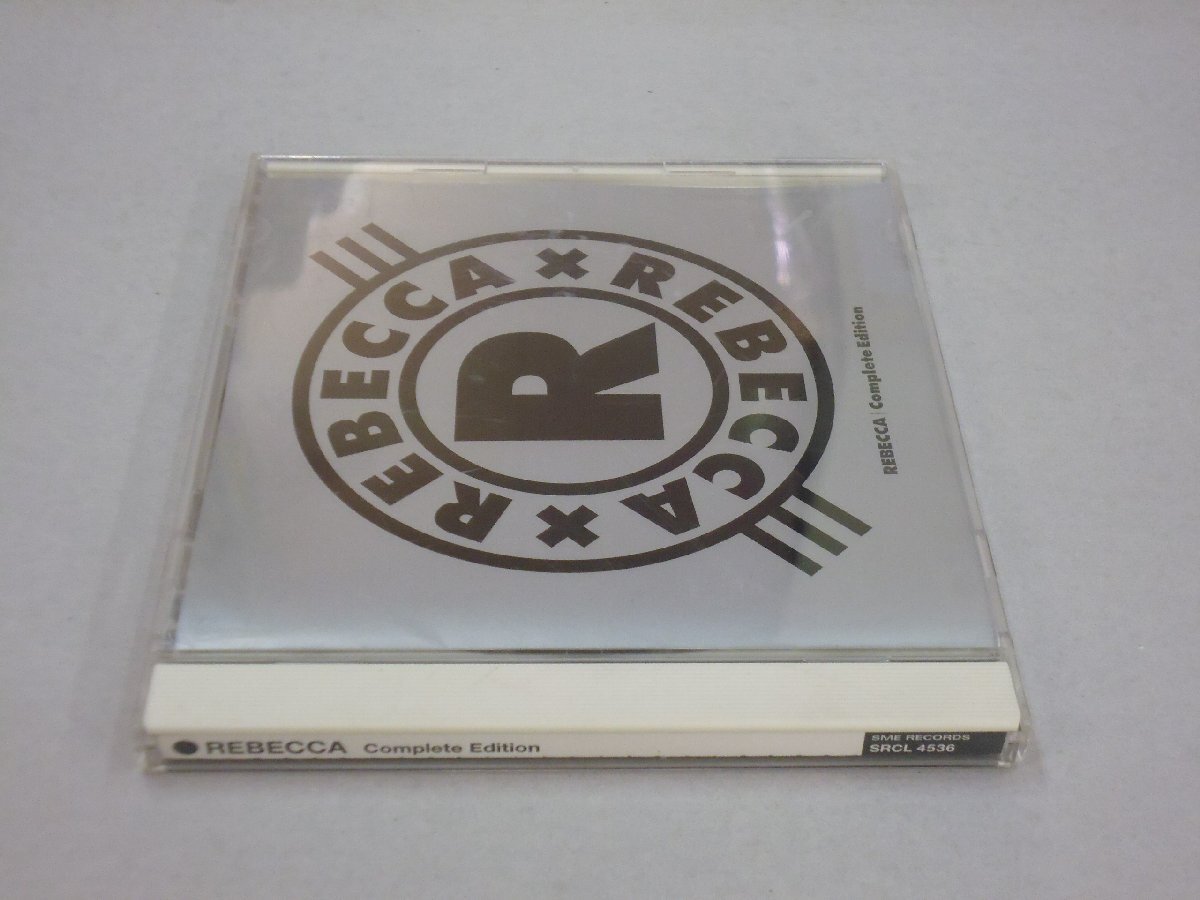 REBECCA × REBECCA ×
R
REBECCA | Complete Edition
● REBECCA Complete Edition
SME RECORDS
SRCL 4536